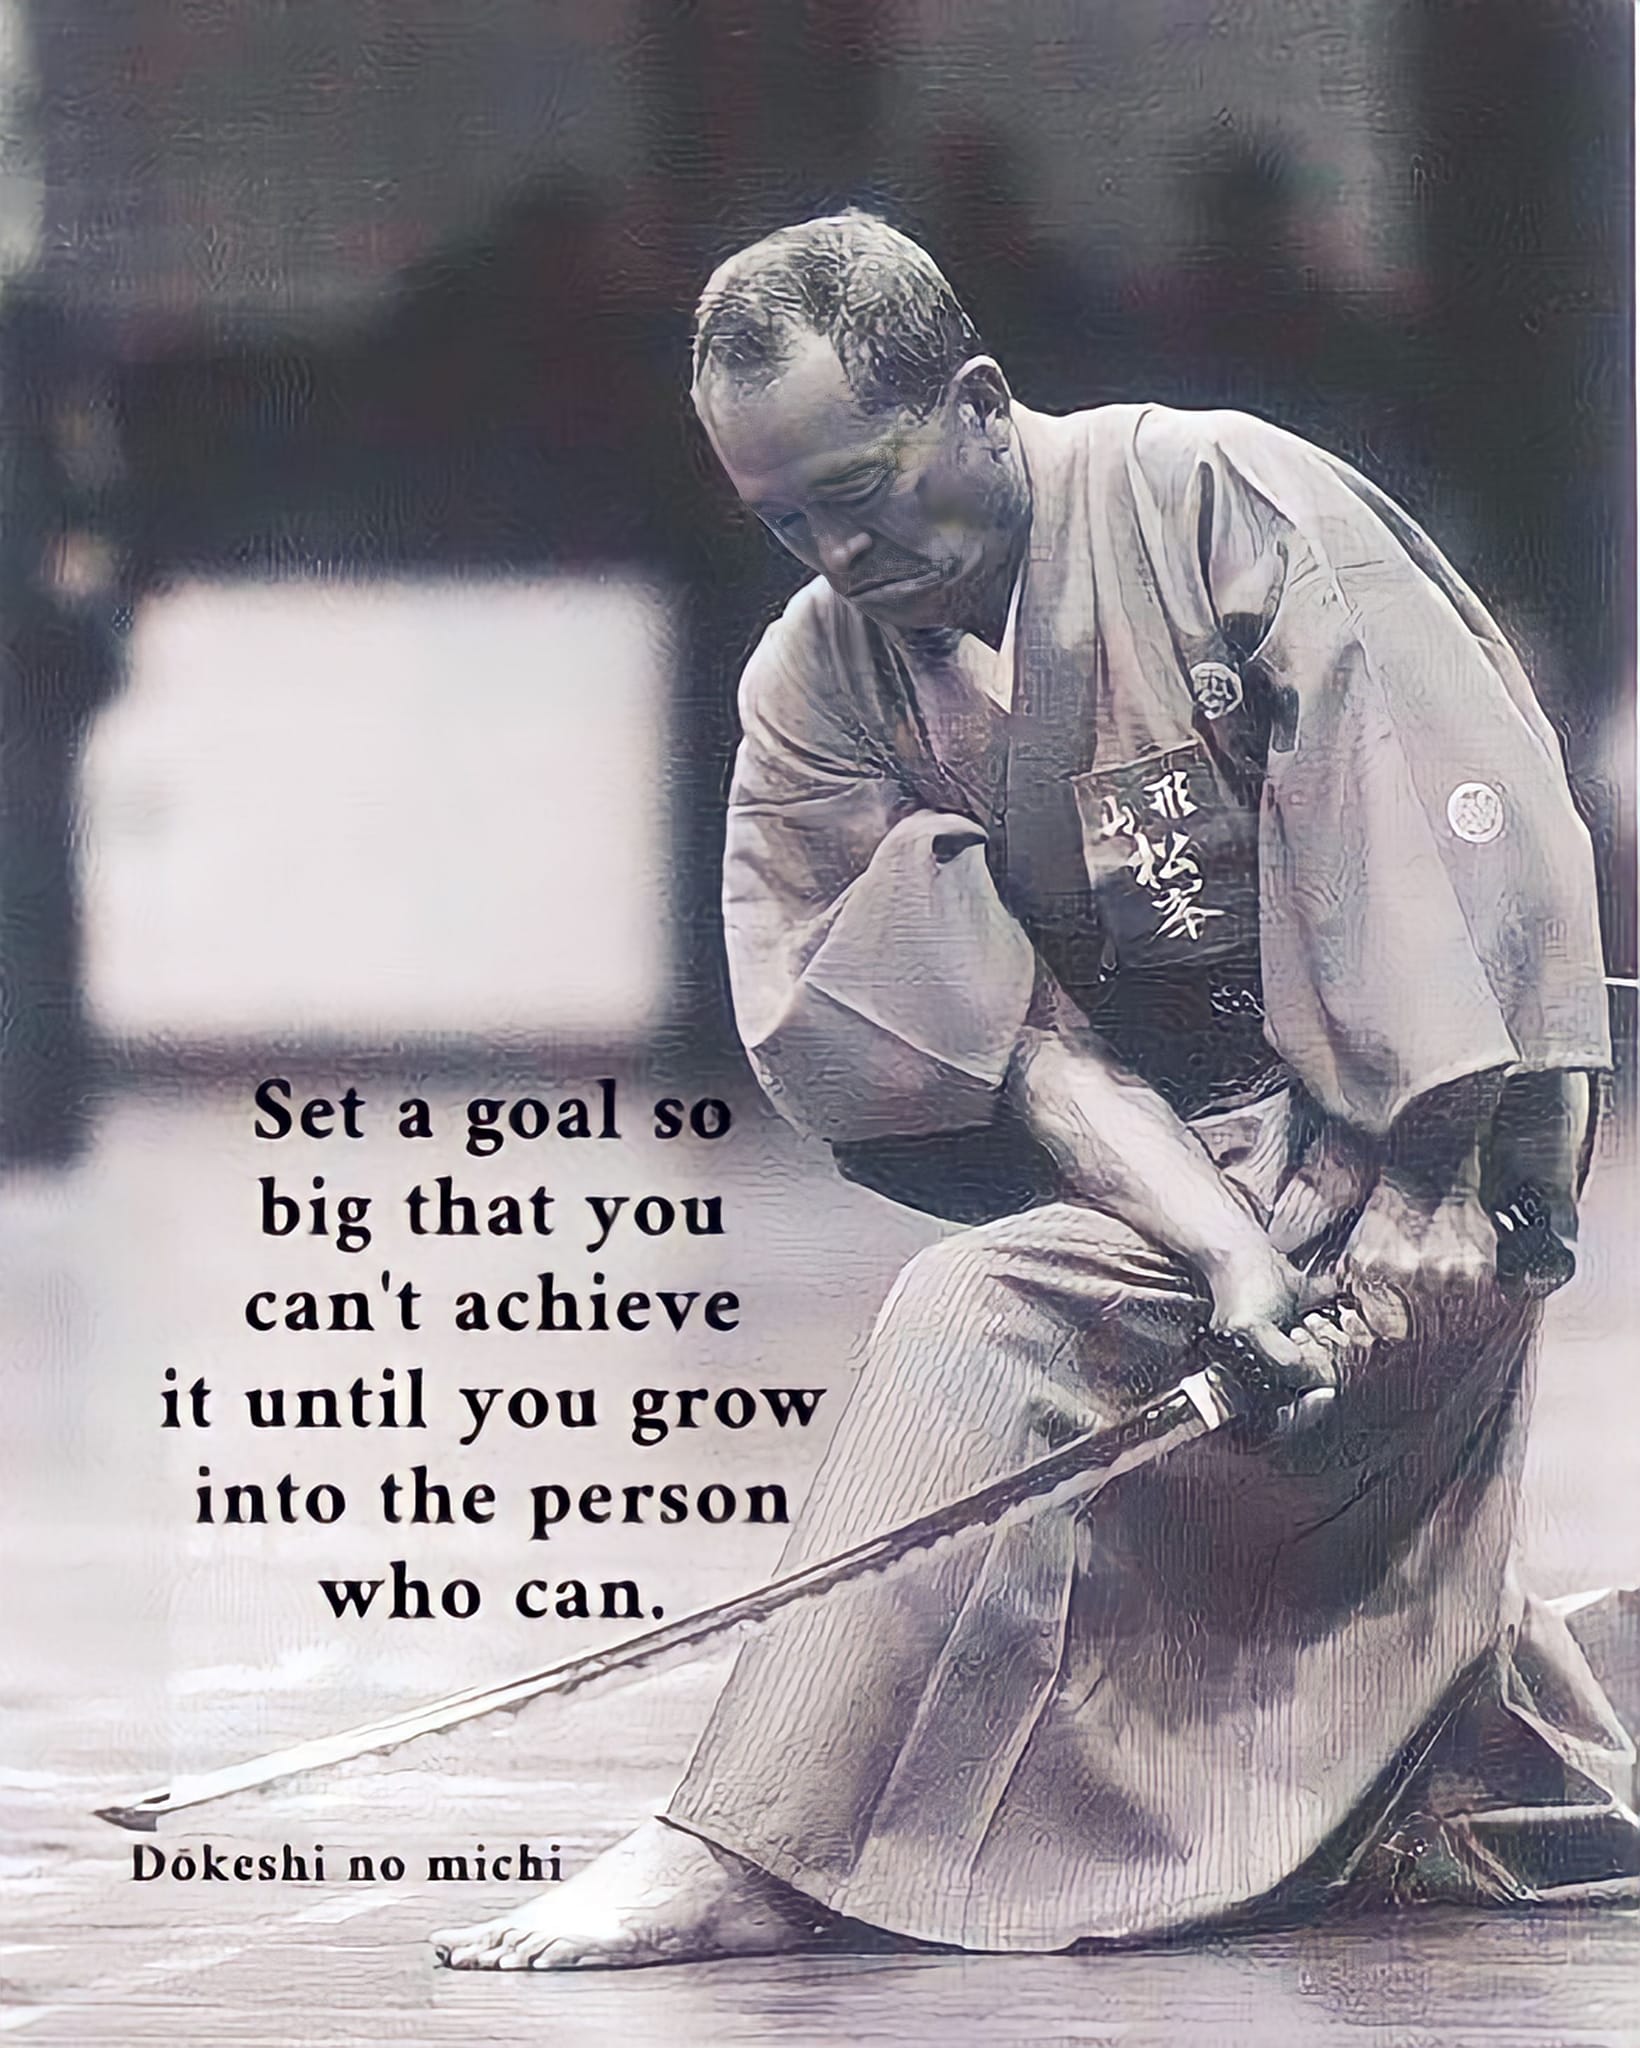 Set a goal so
big that you
can't achieve
it until you grow
into the person
who can.
Dōkeshi no michi